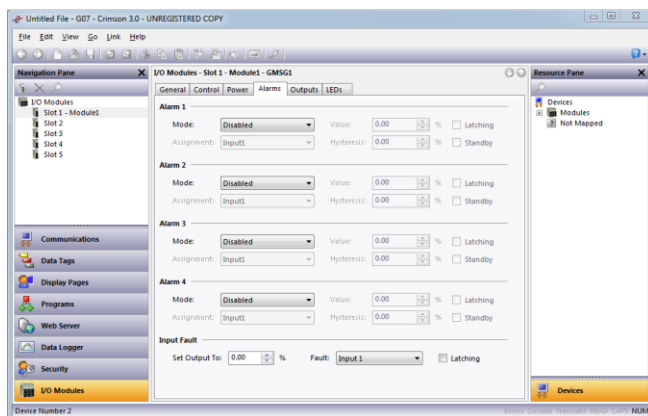 Untitled File - G07 - Crimson 3.0 - UNREGISTERED COPY
File Edit View Go Link Help
Navigation Pane
I/O Modules
Slot 1 - Module1
Slot 2
Slot 3
Slot 4
Slot 5
Communications
Data Tags
Display Pages
Programs
Web Server
Data Logger
Security
I/O Modules
I/O Modules - Slot 1 - Module1 - GMSG1
General Control Power Alarms Outputs LEDs
Alarm 1
Mode: Disabled Value: 0.00 % Latching
Assignment: Input1 Hysteresis: 0.00 % Standby
Alarm 2
Mode: Disabled Value: 0.00 % Latching
Assignment: Input1 Hysteresis: 0.00 % Standby
Alarm 3
Mode: Disabled Value: 0.00 % Latching
Assignment: Input1 Hysteresis: 0.00 % Standby
Alarm 4
Mode: Disabled Value: 0.00 % Latching
Assignment: Input1 Hysteresis: 0.00 % Standby
Input Fault
Set Output To: 0.00 % Fault: Input 1 Latching
Resource Pane
Devices
Modules
Not Mapped
Devices
Device Number 2
Errors Circular Translate READ CAPS NUM